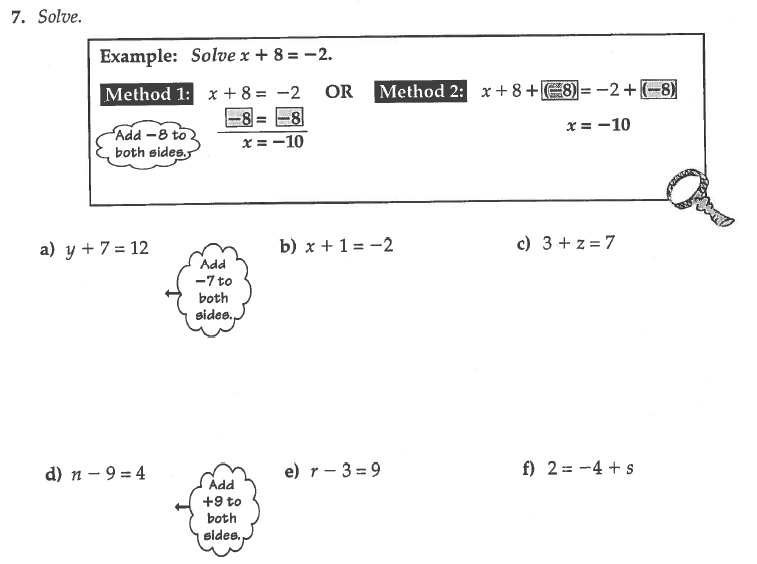 7. Solve.
Example: Solve x + 8 = −2.
Method 1: x + 8 = −2 OR Method 2: x + 8 + (−8) = −2 + (−8)
−8 = −8
x = −10
x = −10
Add −8 to
both sides.
a) y + 7 = 12
Add
−7 to
both
sides.
b) x + 1 = −2
c) 3 + z = 7
d) n − 9 = 4
Add
+9 to
both
sides.
e) r − 3 = 9
f) 2 = −4 + s